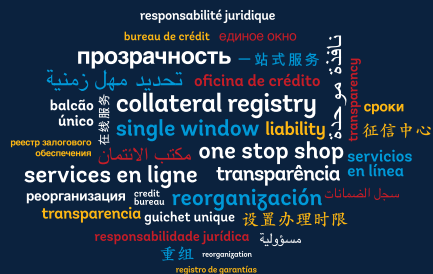 responsabilité juridique
bureau de crédit
единое окно
прозрачность
一站式服务
نافذة موحدة
تحديد مهل زمنية
oficina de crédito
transparency
balcão
único
在线服务
collateral registry
сроки
single window
liability
征信中心
реестр залогового
обеспечения
مكتب الائتمان
one stop shop
servicios
en línea
services en ligne
transparência
реорганизация
credit
bureau
reorganización
سجل الضمانات
transparencia
guichet unique
设置办理时限
responsabilidade jurídica
مسؤولية
重组
reorganization
registro de garantías